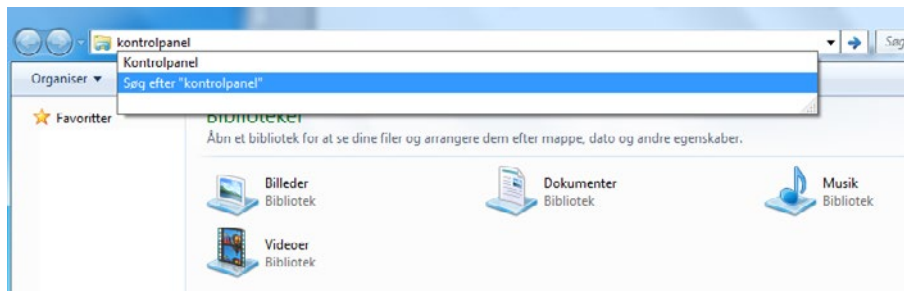 kontrolpanel
Søg
Kontrolpanel
Organiser
Søg efter "kontrolpanel"
Favoritter
Biblioteker
Åbn et bibliotek for at se dine filer og arrangere dem efter mappe, dato og andre egenskaber.
Billeder
Bibliotek
Dokumenter
Bibliotek
Musik
Bibliotek
Videoer
Bibliotek